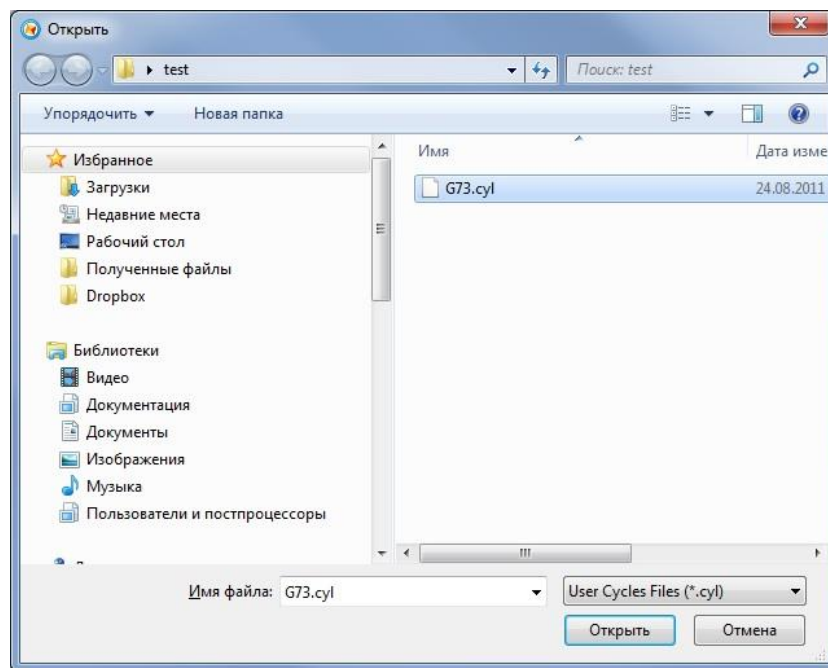 Открыть
test
Поиск: test
Упорядочить
Новая папка
Избранное
Загрузки
Недавние места
Рабочий стол
Полученные файлы
Dropbox
Библиотеки
Видео
Документация
Документы
Изображения
Музыка
Пользователи и постпроцессоры
Имя
Дата изме
G73.cyl
24.08.2011
Имя файла:
G73.cyl
User Cycles Files (*.cyl)
Открыть
Отмена